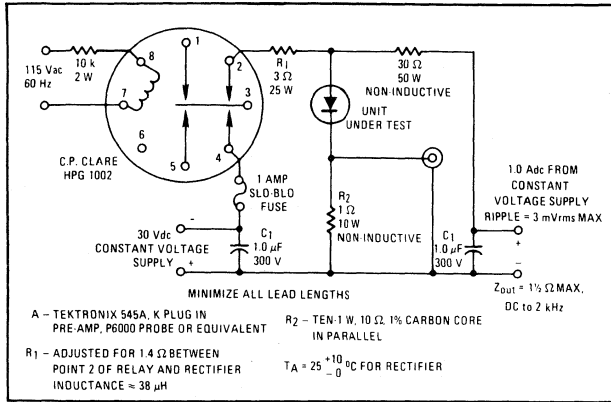 115 Vac
60 Hz
10 k
2 W
8
7
6
5
1
2
3
4
C.P. CLARE
HPG 1002
R1
3 Ω
25 W
30 Ω
50 W
NON-INDUCTIVE
UNIT
UNDER TEST
1 AMP
SLO-BLO
FUSE
R2
1 Ω
10 W
NON-INDUCTIVE
1.0 Adc FROM
CONSTANT
VOLTAGE SUPPLY
RIPPLE = 3 mVrms MAX
30 Vdc
CONSTANT VOLTAGE
SUPPLY
-
+
C1
1.0 µF
300 V
C1
1.0 µF
300 V
+
-
Zout = 1½ Ω MAX,
DC to 2 kHz
MINIMIZE ALL LEAD LENGTHS
A – TEKTRONIX 545A, K PLUG IN
PRE-AMP, P6000 PROBE OR EQUIVALENT
R1 – ADJUSTED FOR 1.4 Ω BETWEEN
POINT 2 OF RELAY AND RECTIFIER
INDUCTANCE ≈ 38 µH
R2 – TEN-1 W, 10 Ω, 1% CARBON CORE
IN PARALLEL
TA = 25 +10 -0 °C FOR RECTIFIER